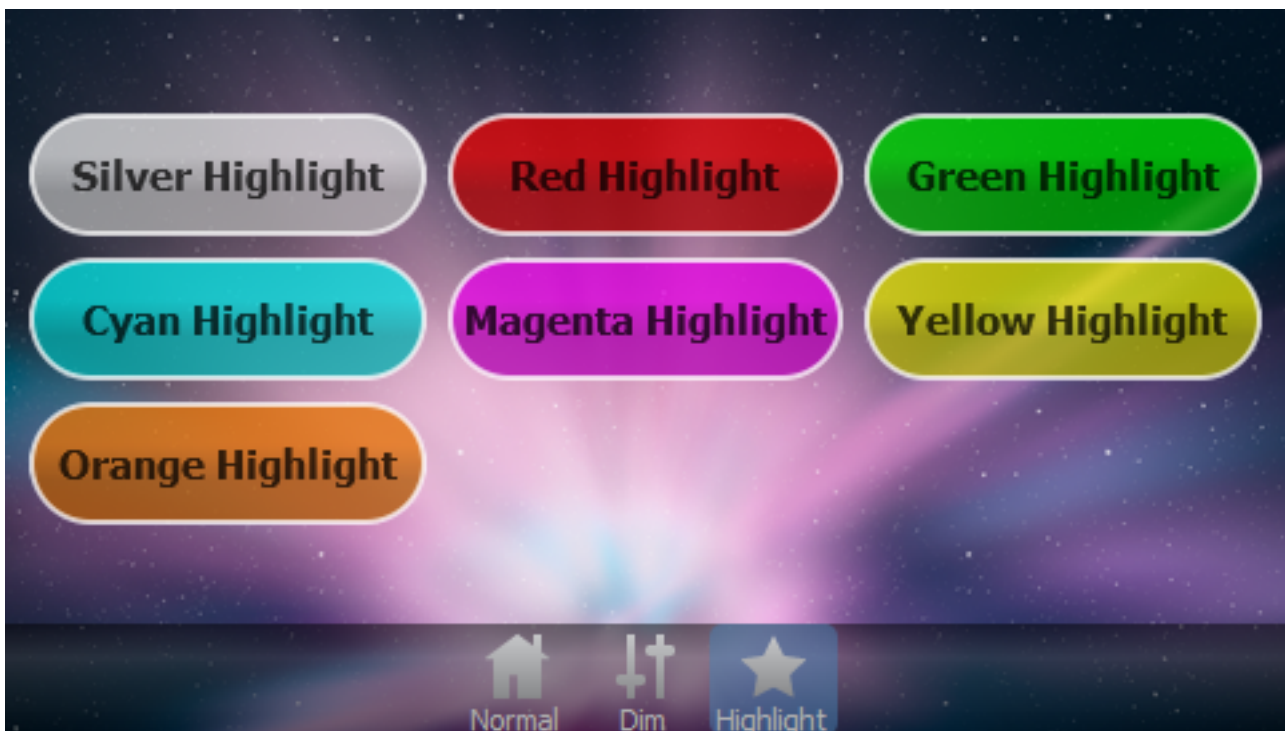 Silver Highlight
Red Highlight
Green Highlight
Cyan Highlight
Magenta Highlight
Yellow Highlight
Orange Highlight
Normal
Dim
Highlight